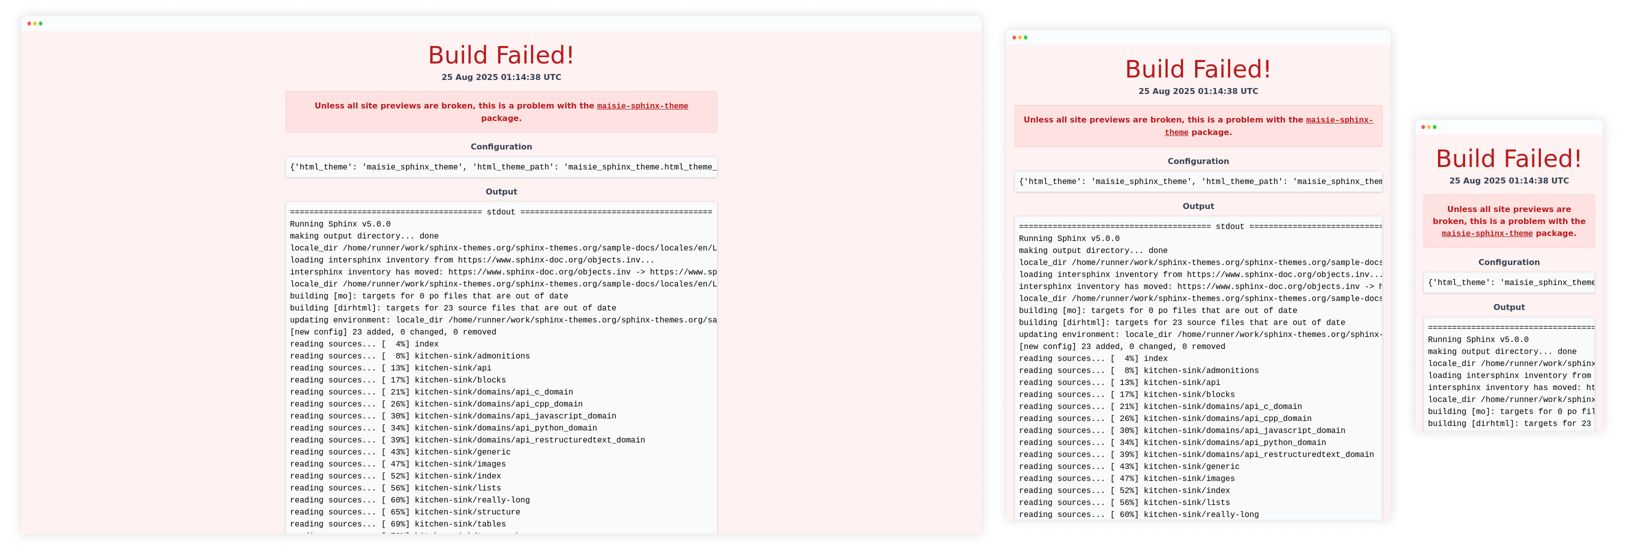 Build Failed!
25 Aug 2025 01:14:38 UTC
Unless all site previews are broken, this is a problem with the maisie-sphinx-theme
package.
Configuration
{'html_theme': 'maisie_sphinx_theme', 'html_theme_path': 'maisie_sphinx_theme.html_theme_
Output
======================================== stdout ========================================
Running Sphinx v5.0.0
making output directory... done
locale_dir /home/runner/work/sphinx-themes.org/sphinx-themes.org/sample-docs/locales/en/L
loading intersphinx inventory from https://www.sphinx-doc.org/objects.inv...
intersphinx inventory has moved: https://www.sphinx-doc.org/objects.inv -> https://www.sp
locale_dir /home/runner/work/sphinx-themes.org/sphinx-themes.org/sample-docs/locales/en/L
building [mo]: targets for 0 po files that are out of date
building [dirhtml]: targets for 23 source files that are out of date
updating environment: locale_dir /home/runner/work/sphinx-themes.org/sphinx-themes.org/sa
[new config] 23 added, 0 changed, 0 removed
reading sources... [  4%] index
reading sources... [  8%] kitchen-sink/admonitions
reading sources... [ 13%] kitchen-sink/api
reading sources... [ 17%] kitchen-sink/blocks
reading sources... [ 21%] kitchen-sink/domains/api_c_domain
reading sources... [ 26%] kitchen-sink/domains/api_cpp_domain
reading sources... [ 30%] kitchen-sink/domains/api_javascript_domain
reading sources... [ 34%] kitchen-sink/domains/api_python_domain
reading sources... [ 39%] kitchen-sink/domains/api_restructuredtext_domain
reading sources... [ 43%] kitchen-sink/generic
reading sources... [ 47%] kitchen-sink/images
reading sources... [ 52%] kitchen-sink/index
reading sources... [ 56%] kitchen-sink/lists
reading sources... [ 60%] kitchen-sink/really-long
reading sources... [ 65%] kitchen-sink/structure
reading sources... [ 69%] kitchen-sink/tables
Build Failed!
25 Aug 2025 01:14:38 UTC
Unless all site previews are broken, this is a problem with the maisie-sphinx-
theme package.
Configuration
{'html_theme': 'maisie_sphinx_theme', 'html_theme_path': 'maisie_sphinx_them
Output
======================================== stdout ============================
Running Sphinx v5.0.0
making output directory... done
locale_dir /home/runner/work/sphinx-themes.org/sphinx-themes.org/sample-docs
loading intersphinx inventory from https://www.sphinx-doc.org/objects.inv...
intersphinx inventory has moved: https://www.sphinx-doc.org/objects.inv -> h
locale_dir /home/runner/work/sphinx-themes.org/sphinx-themes.org/sample-docs
building [mo]: targets for 0 po files that are out of date
building [dirhtml]: targets for 23 source files that are out of date
updating environment: locale_dir /home/runner/work/sphinx-themes.org/sphinx-
[new config] 23 added, 0 changed, 0 removed
reading sources... [  4%] index
reading sources... [  8%] kitchen-sink/admonitions
reading sources... [ 13%] kitchen-sink/api
reading sources... [ 17%] kitchen-sink/blocks
reading sources... [ 21%] kitchen-sink/domains/api_c_domain
reading sources... [ 26%] kitchen-sink/domains/api_cpp_domain
reading sources... [ 30%] kitchen-sink/domains/api_javascript_domain
reading sources... [ 34%] kitchen-sink/domains/api_python_domain
reading sources... [ 39%] kitchen-sink/domains/api_restructuredtext_domain
reading sources... [ 43%] kitchen-sink/generic
reading sources... [ 47%] kitchen-sink/images
reading sources... [ 52%] kitchen-sink/index
reading sources... [ 56%] kitchen-sink/lists
reading sources... [ 60%] kitchen-sink/really-long
Build Failed!
25 Aug 2025 01:14:38 UTC
Unless all site previews are
broken, this is a problem with the
maisie-sphinx-theme package.
Configuration
{'html_theme': 'maisie_sphinx_theme
Output
===================================
Running Sphinx v5.0.0
making output directory... done
locale_dir /home/runner/work/sphinx
loading intersphinx inventory from
intersphinx inventory has moved: ht
locale_dir /home/runner/work/sphinx
building [mo]: targets for 0 po fil
building [dirhtml]: targets for 23